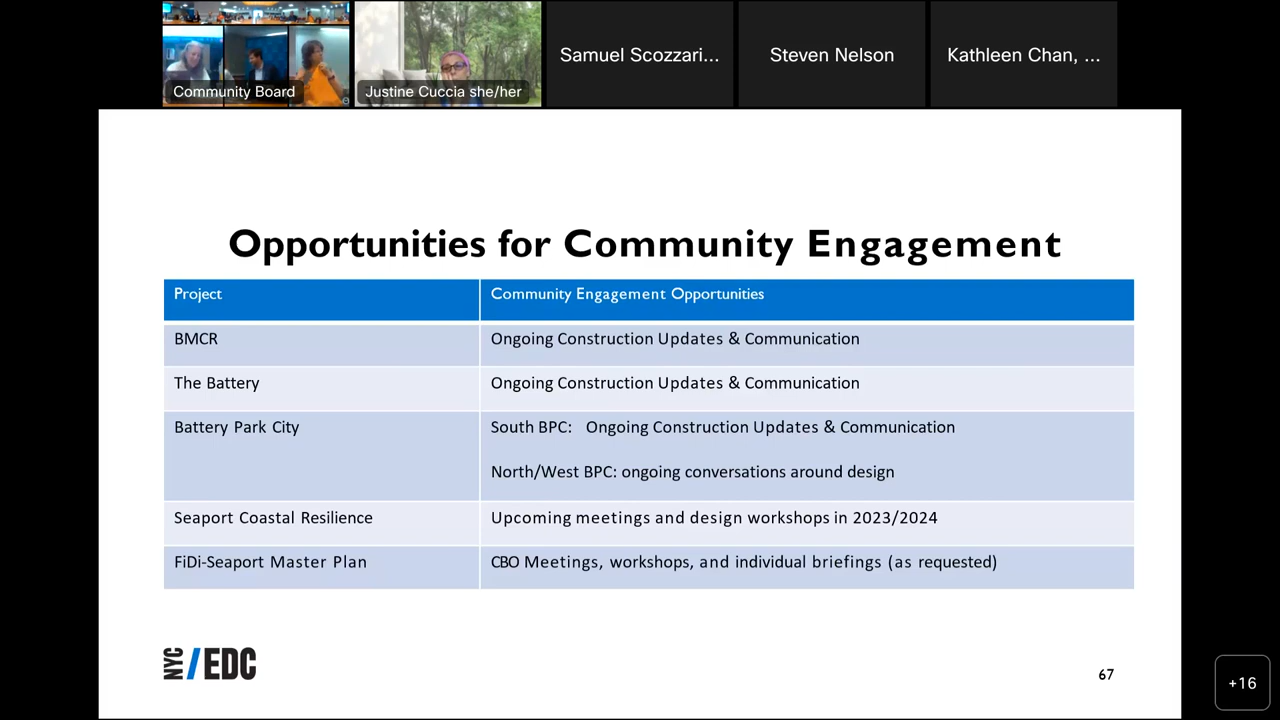 Community Board
Justine Cuccia she/her
Samuel Scozzari...
Steven Nelson
Kathleen Chan, ...
Opportunities for Community Engagement
Project
Community Engagement Opportunities
BMCR
Ongoing Construction Updates & Communication
The Battery
Ongoing Construction Updates & Communication
Battery Park City
South BPC: Ongoing Construction Updates & Communication
North/West BPC: ongoing conversations around design
Seaport Coastal Resilience
Upcoming meetings and design workshops in 2023/2024
FiDi-Seaport Master Plan
CBO Meetings, workshops, and individual briefings (as requested)
NYC/EDC
67
+16